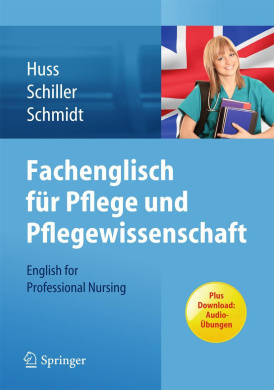 Huss
Schiller
Schmidt
Fachenglisch
für Pflege und
Pflegewissenschaft
English for
Professional Nursing
Plus
Download:
Audio-
Übungen
Springer